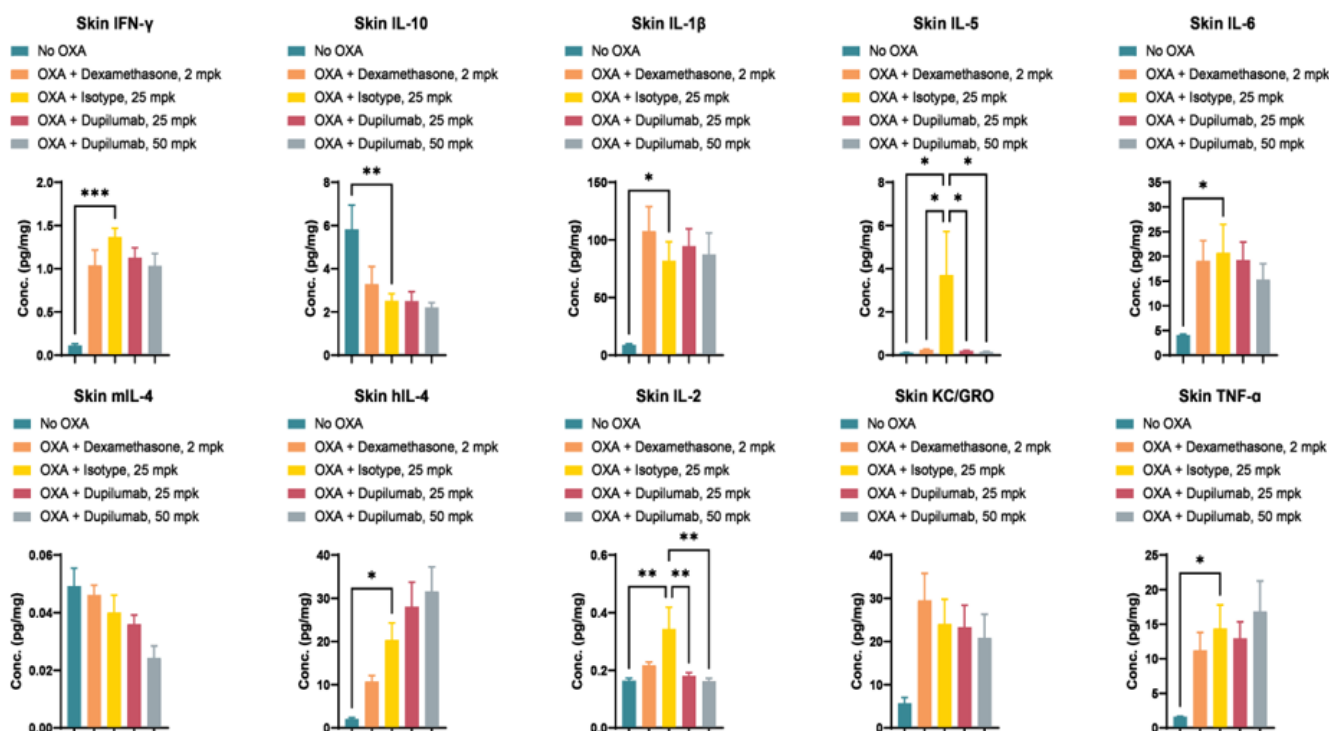 Skin IFN-γ
No OXA
OXA + Dexamethasone, 2 mpk
OXA + Isotype, 25 mpk
OXA + Dupilumab, 25 mpk
OXA + Dupilumab, 50 mpk
***
Conc. (pg/mg)
2.0
1.5
1.0
0.5
0.0
Skin IL-10
No OXA
OXA + Dexamethasone, 2 mpk
OXA + Isotype, 25 mpk
OXA + Dupilumab, 25 mpk
OXA + Dupilumab, 50 mpk
**
Conc. (pg/mg)
8
6
4
2
0
Skin IL-1β
No OXA
OXA + Dexamethasone, 2 mpk
OXA + Isotype, 25 mpk
OXA + Dupilumab, 25 mpk
OXA + Dupilumab, 50 mpk
*
Conc. (pg/mg)
150
100
50
0
Skin IL-5
No OXA
OXA + Dexamethasone, 2 mpk
OXA + Isotype, 25 mpk
OXA + Dupilumab, 25 mpk
OXA + Dupilumab, 50 mpk
* *
* *
Conc. (pg/mg)
8
6
4
2
0
Skin IL-6
No OXA
OXA + Dexamethasone, 2 mpk
OXA + Isotype, 25 mpk
OXA + Dupilumab, 25 mpk
OXA + Dupilumab, 50 mpk
*
Conc. (pg/mg)
35
30
25
20
15
10
5
0
Skin mIL-4
No OXA
OXA + Dexamethasone, 2 mpk
OXA + Isotype, 25 mpk
OXA + Dupilumab, 25 mpk
OXA + Dupilumab, 50 mpk
Conc. (pg/mg)
0.06
0.04
0.02
0.00
Skin hIL-4
No OXA
OXA + Dexamethasone, 2 mpk
OXA + Isotype, 25 mpk
OXA + Dupilumab, 25 mpk
OXA + Dupilumab, 50 mpk
*
Conc. (pg/mg)
40
30
20
10
0
Skin IL-2
No OXA
OXA + Dexamethasone, 2 mpk
OXA + Isotype, 25 mpk
OXA + Dupilumab, 25 mpk
OXA + Dupilumab, 50 mpk
**
** **
Conc. (pg/mg)
0.6
0.4
0.2
0.0
Skin KC/GRO
No OXA
OXA + Dexamethasone, 2 mpk
OXA + Isotype, 25 mpk
OXA + Dupilumab, 25 mpk
OXA + Dupilumab, 50 mpk
Conc. (pg/mg)
40
30
20
10
0
Skin TNF-α
No OXA
OXA + Dexamethasone, 2 mpk
OXA + Isotype, 25 mpk
OXA + Dupilumab, 25 mpk
OXA + Dupilumab, 50 mpk
*
Conc. (pg/mg)
25
20
15
10
5
0